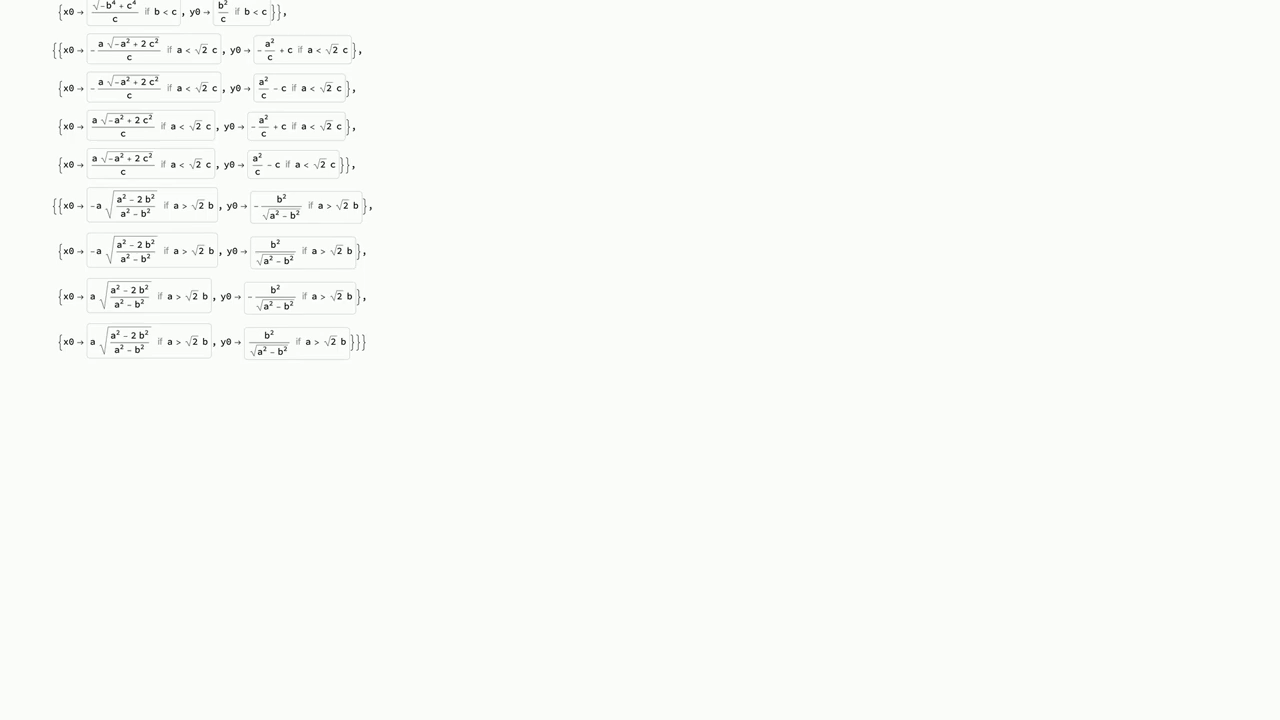 {x0 → √(-b⁴ + c⁴)/c if b < c, y0 → b²/c if b < c}},
{{x0 → -(a √(-a² + 2 c²))/c if a < √2 c, y0 → -a²/c + c if a < √2 c},
{x0 → -(a √(-a² + 2 c²))/c if a < √2 c, y0 → a²/c - c if a < √2 c},
{x0 → (a √(-a² + 2 c²))/c if a < √2 c, y0 → -a²/c + c if a < √2 c},
{x0 → (a √(-a² + 2 c²))/c if a < √2 c, y0 → a²/c - c if a < √2 c}},
{{x0 → -a √((a² - 2 b²)/(a² - b²)) if a > √2 b, y0 → -b²/√(a² - b²) if a > √2 b},
{x0 → -a √((a² - 2 b²)/(a² - b²)) if a > √2 b, y0 → b²/√(a² - b²) if a > √2 b},
{x0 → a √((a² - 2 b²)/(a² - b²)) if a > √2 b, y0 → -b²/√(a² - b²) if a > √2 b},
{x0 → a √((a² - 2 b²)/(a² - b²)) if a > √2 b, y0 → b²/√(a² - b²) if a > √2 b}}}